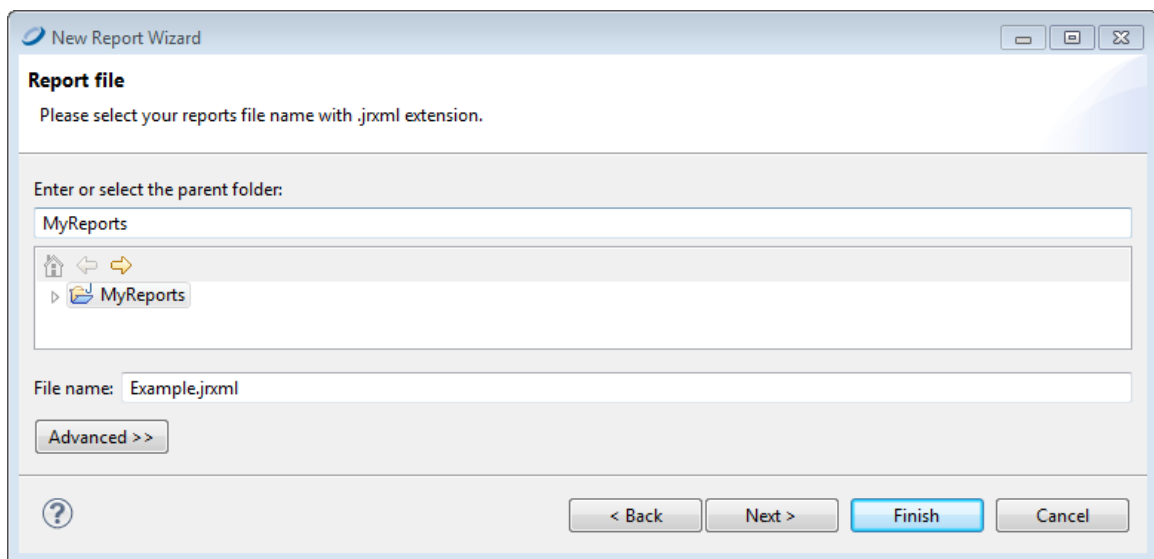 New Report Wizard
Report file
Please select your reports file name with .jrxml extension.
Enter or select the parent folder:
MyReports
MyReports
File name: Example.jrxml
Advanced >>
? < Back Next > Finish Cancel